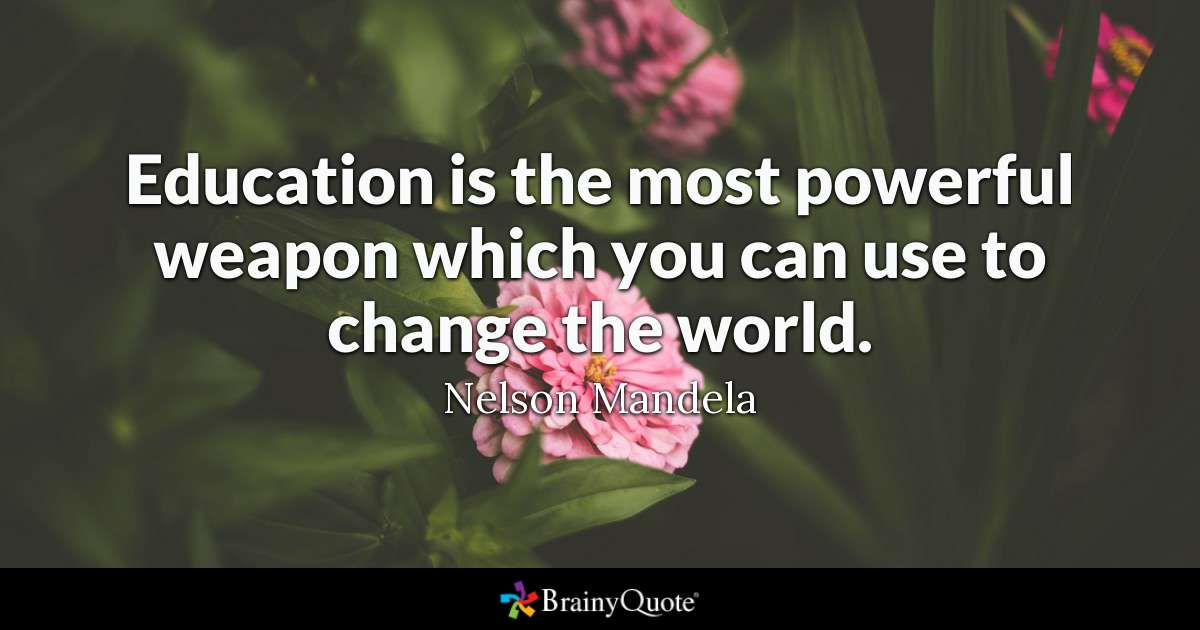 Education is the most powerful
weapon which you can use to
change the world.
Nelson Mandela
BrainyQuote®